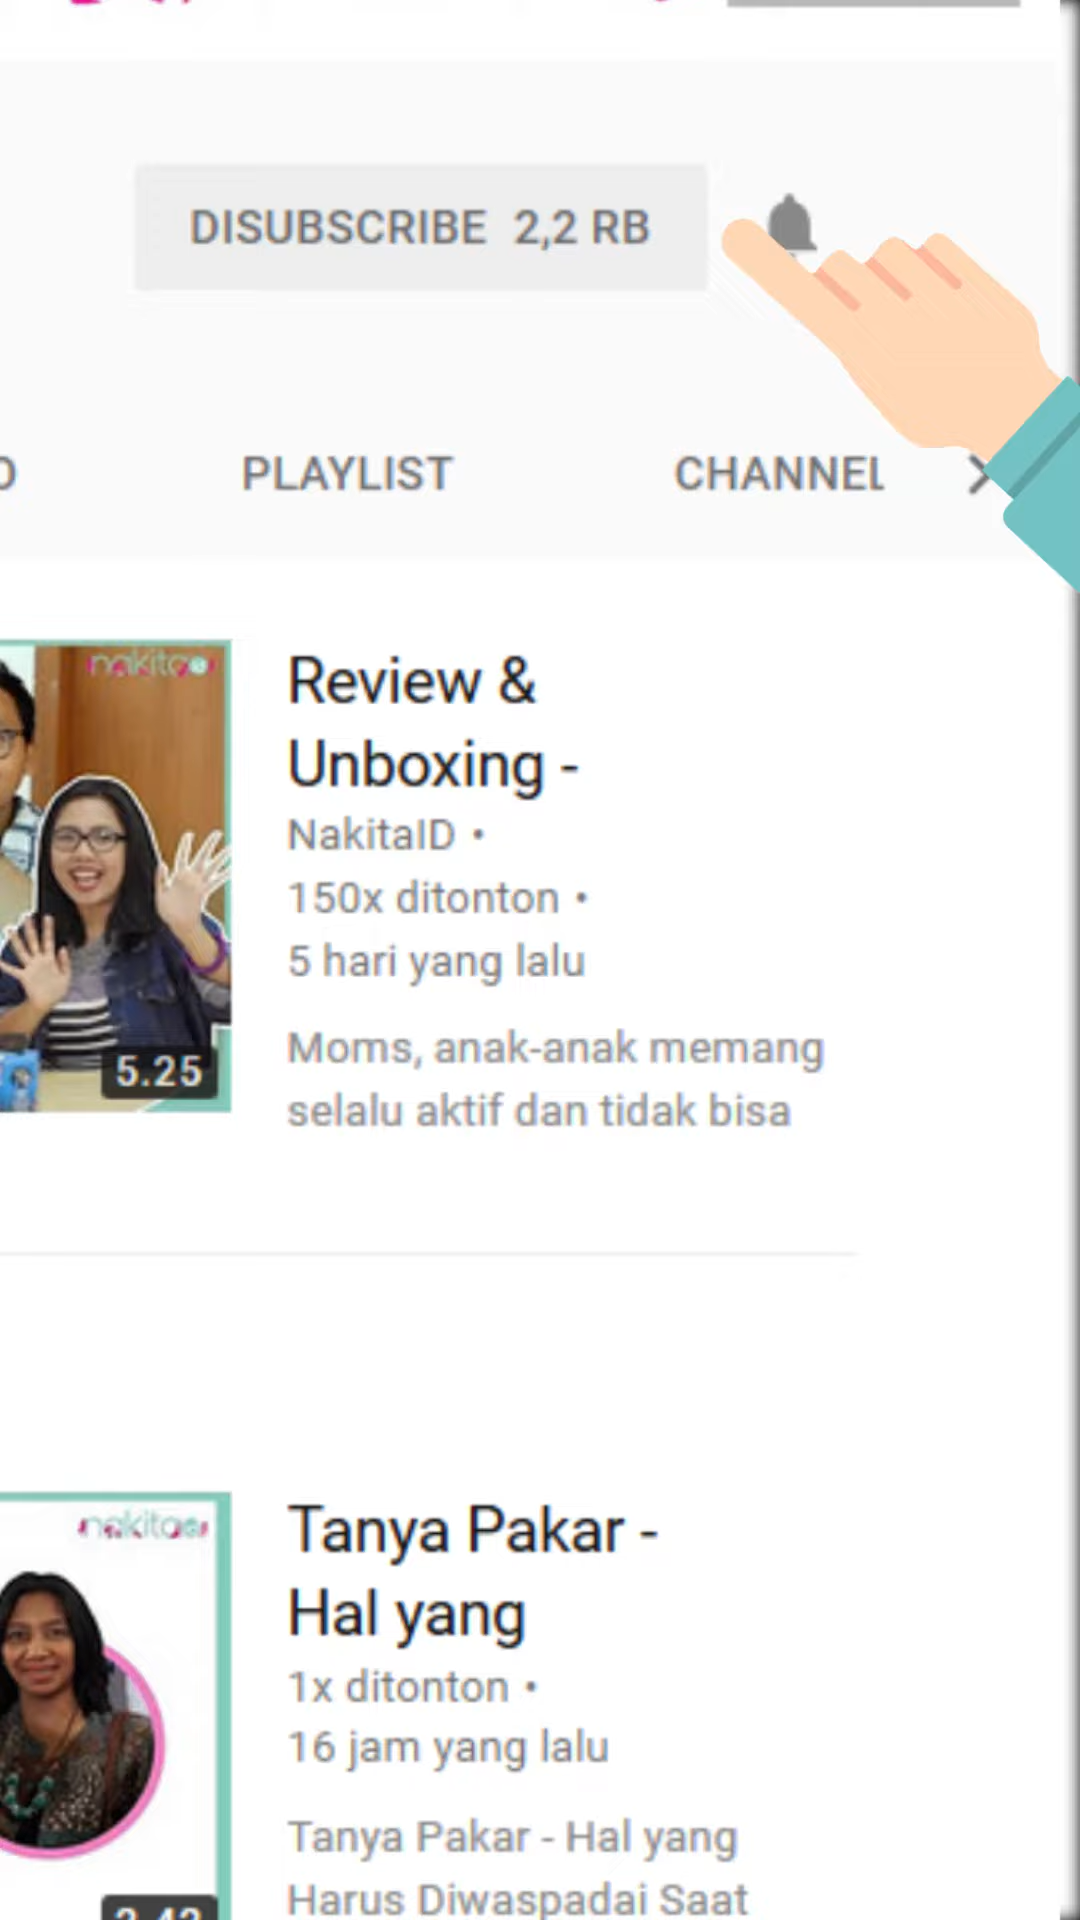 DISUBSCRIBE 2,2 RB
PLAYLIST
CHANNEL
nakita
Review &
Unboxing -
NakitaID •
150x ditonton •
5 hari yang lalu
Moms, anak-anak memang
selalu aktif dan tidak bisa
5.25
nakita
Tanya Pakar -
Hal yang
1x ditonton •
16 jam yang lalu
Tanya Pakar - Hal yang
Harus Diwaspadai Saat